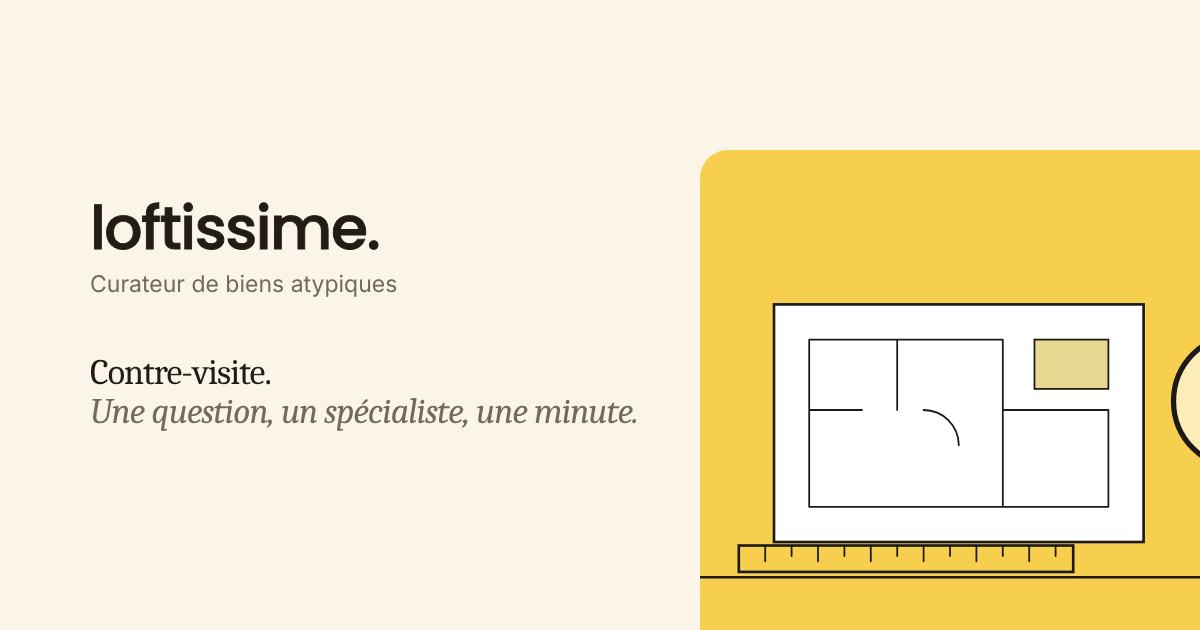 loftissime.
Curateur de biens atypiques
Contre-visite.
Une question, un spécialiste, une minute.